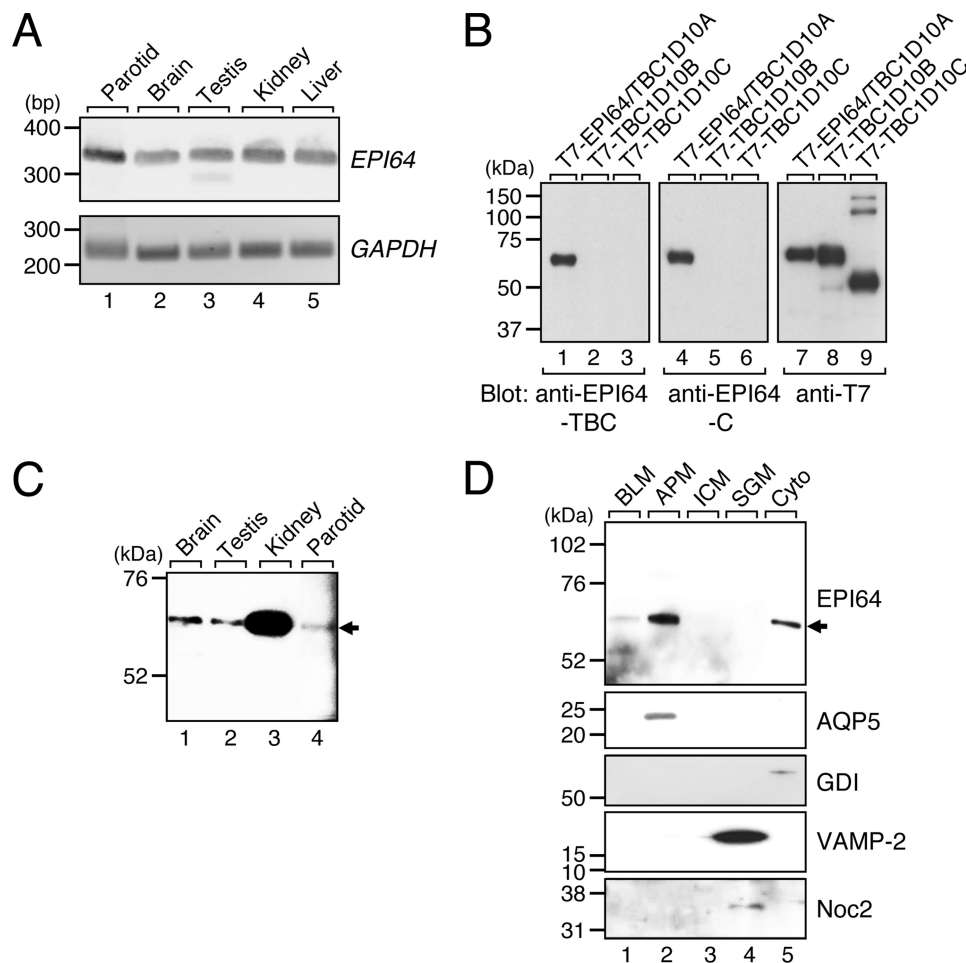 A
Parotid Brain Testis Kidney Liver
(bp)
400
300
EPI64
300
200
GAPDH
1 2 3 4 5
B
T7-EPI64/TBC1D10A T7-TBC1D10B T7-TBC1D10C T7-EPI64/TBC1D10A T7-TBC1D10B T7-TBC1D10C T7-EPI64/TBC1D10A T7-TBC1D10B T7-TBC1D10C
(kDa)
150
100
75
50
37
1 2 3 4 5 6 7 8 9
Blot: anti-EPI64 anti-EPI64 anti-T7
-TBC -C
C
Brain Testis Kidney Parotid
(kDa)
76
52
1 2 3 4
D
BLM APM ICM SGM Cyto
(kDa)
102
76
EPI64
52
25
20
AQP5
GDI
50
VAMP-2
15
10
38
Noc2
31
1 2 3 4 5